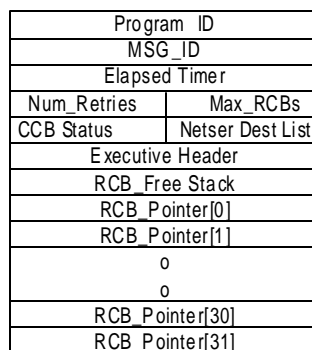 Program ID
MSG_ID
Elapsed Timer
Num_Retries Max_RCBs
CCB Status Netser Dest List
Executive Header
RCB_Free Stack
RCB_Pointer[0]
RCB_Pointer[1]
o
o
RCB_Pointer[30]
RCB_Pointer[31]